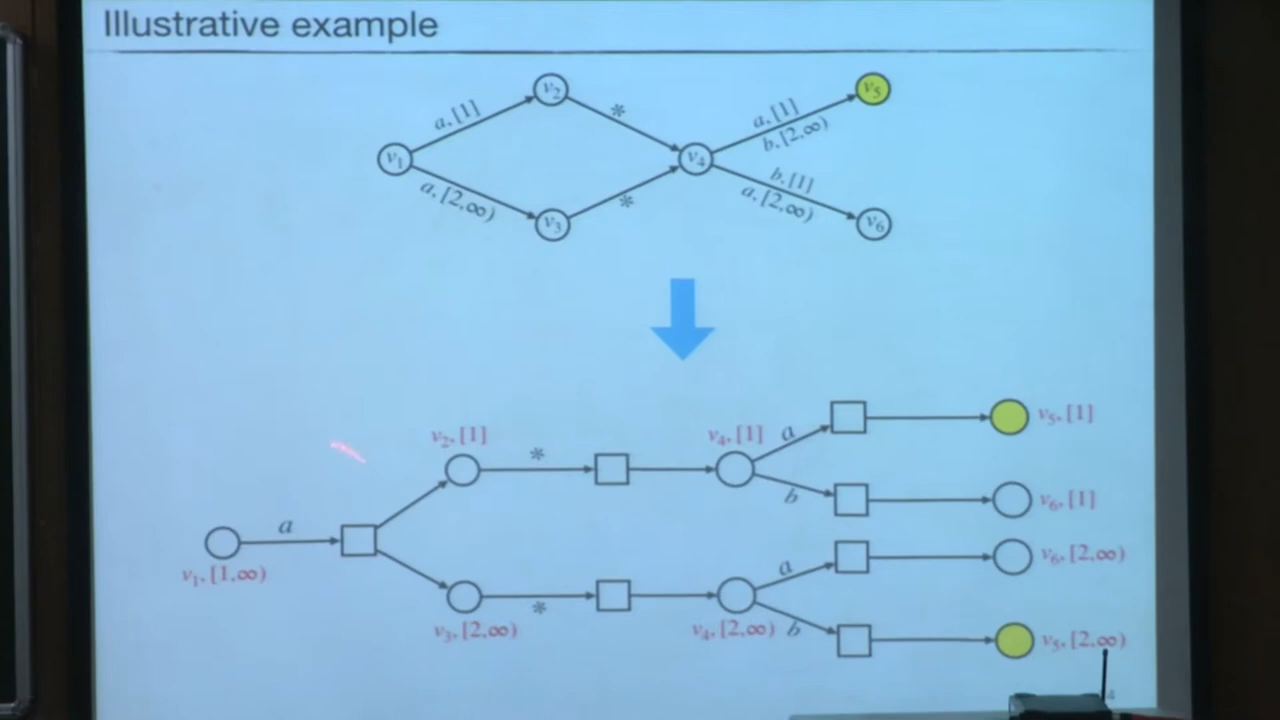 Illustrative example
a, [1]
v₂
*
a, [1]
v₅
b, [2,∞)
v₁
v₄
a, [2,∞)
v₃
*
b, [1]
a, [2,∞)
v₆
v₂, [1]
*
v₄, [1]
a
v₅, [1]
b
v₆, [1]
a
v₁, [1,∞)
v₃, [2,∞)
*
v₄, [2,∞)
a
v₆, [2,∞)
b
v₅, [2,∞)
4